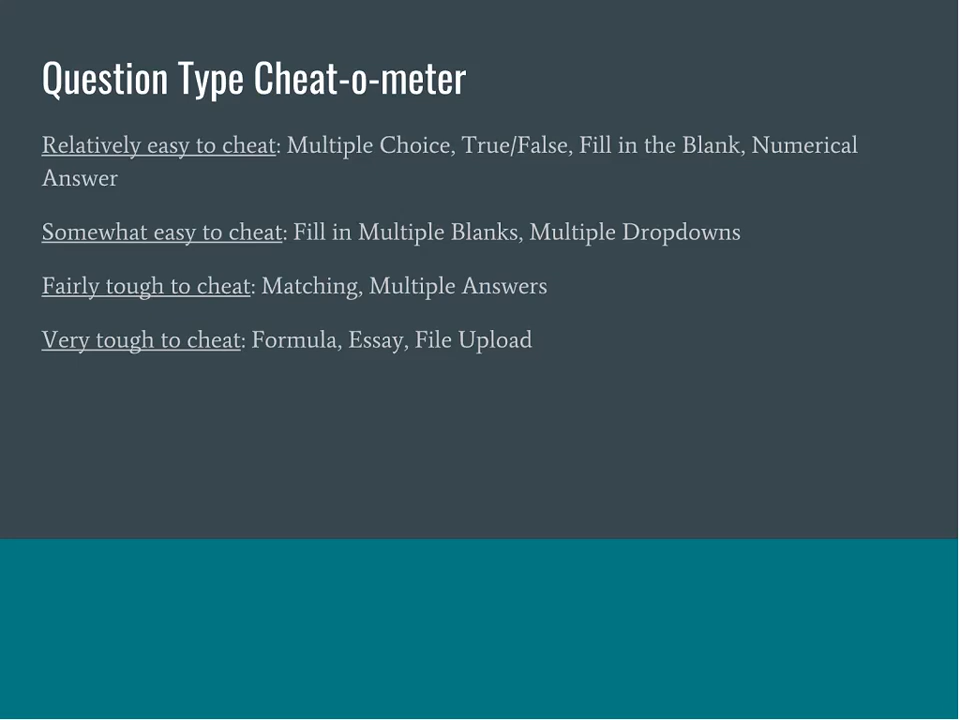 Question Type Cheat-o-meter
Relatively easy to cheat: Multiple Choice, True/False, Fill in the Blank, Numerical
Answer
Somewhat easy to cheat: Fill in Multiple Blanks, Multiple Dropdowns
Fairly tough to cheat: Matching, Multiple Answers
Very tough to cheat: Formula, Essay, File Upload